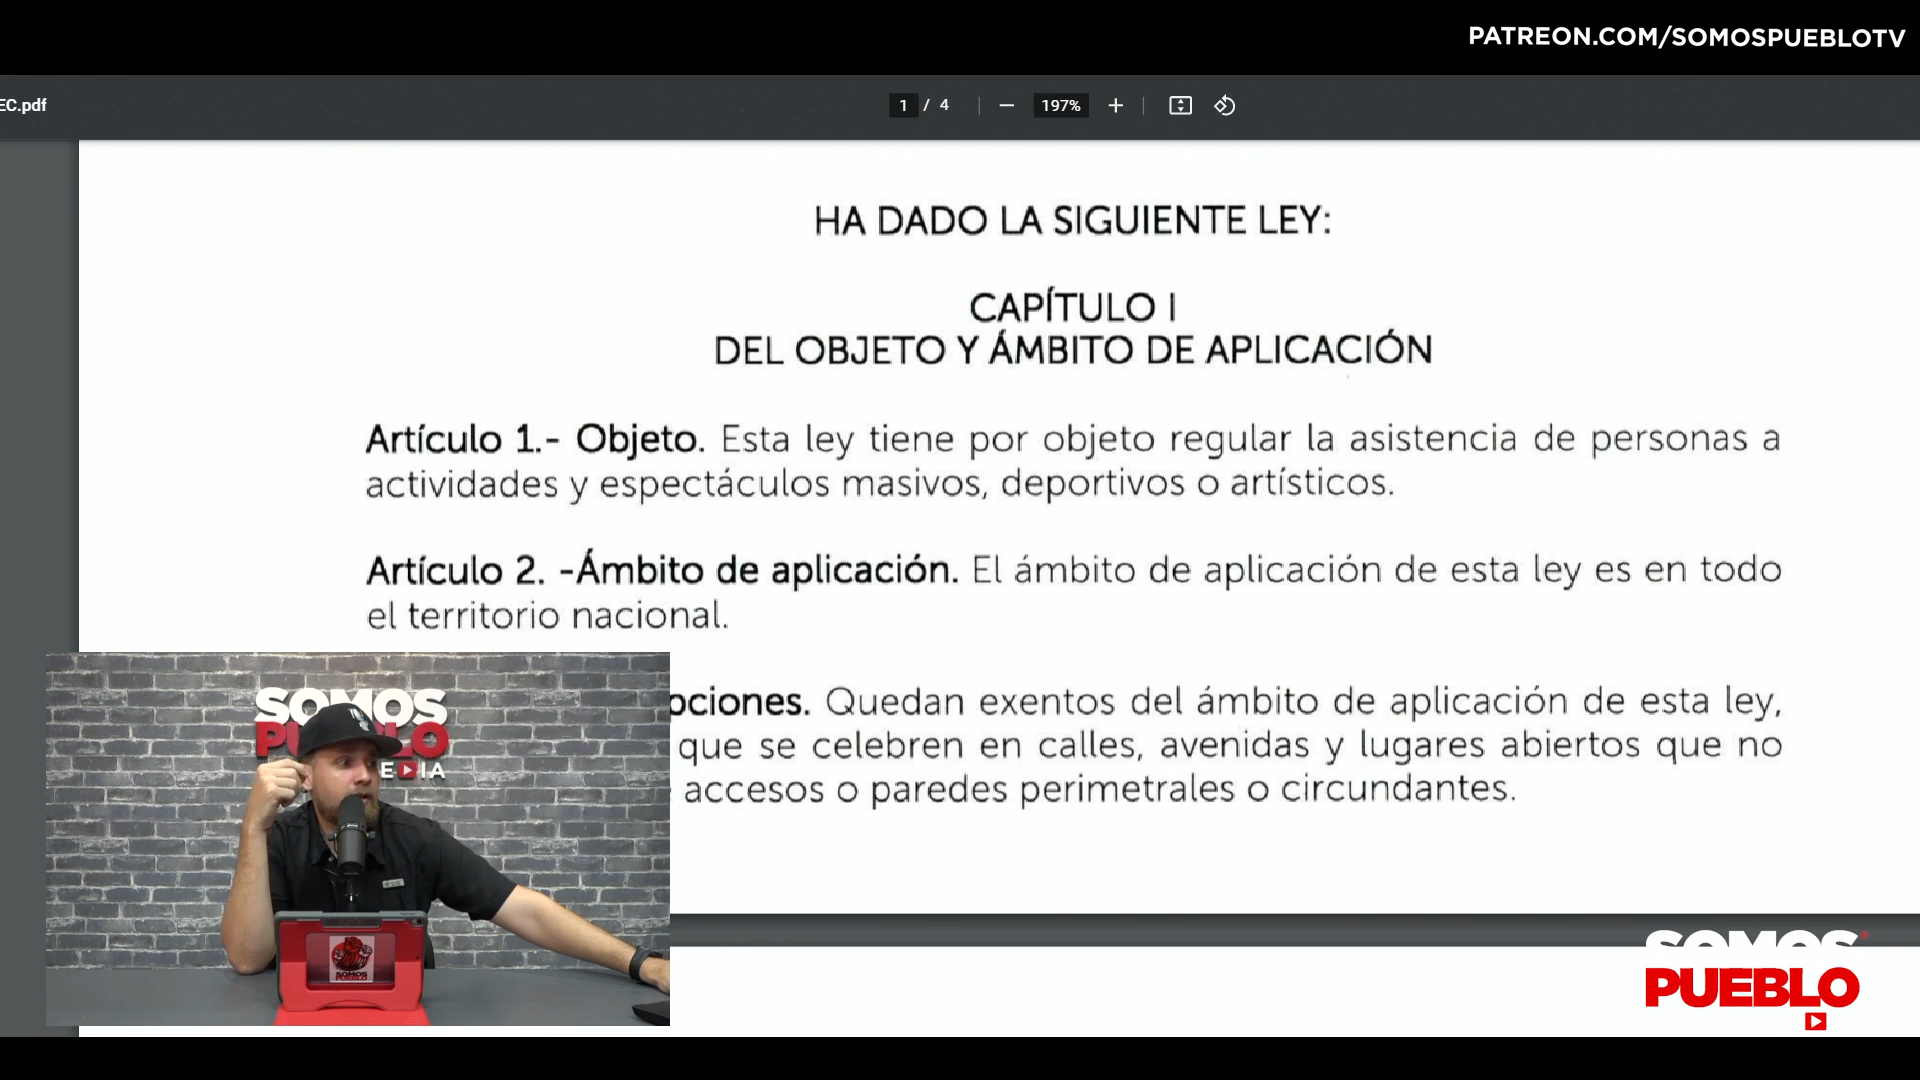 PATREON.COM/SOMOSPUEBLOTV
EC.pdf
1 / 4
197%
HA DADO LA SIGUIENTE LEY:
CAPÍTULO I
DEL OBJETO Y ÁMBITO DE APLICACIÓN
Artículo 1.- Objeto. Esta ley tiene por objeto regular la asistencia de personas a
actividades y espectáculos masivos, deportivos o artísticos.
Artículo 2. -Ámbito de aplicación. El ámbito de aplicación de esta ley es en todo
el territorio nacional.
pciones. Quedan exentos del ámbito de aplicación de esta ley,
que se celebren en calles, avenidas y lugares abiertos que no
accesos o paredes perimetrales o circundantes.
SOMOS
SOMOS
PUEBLO
SOMOS
PUEBLO